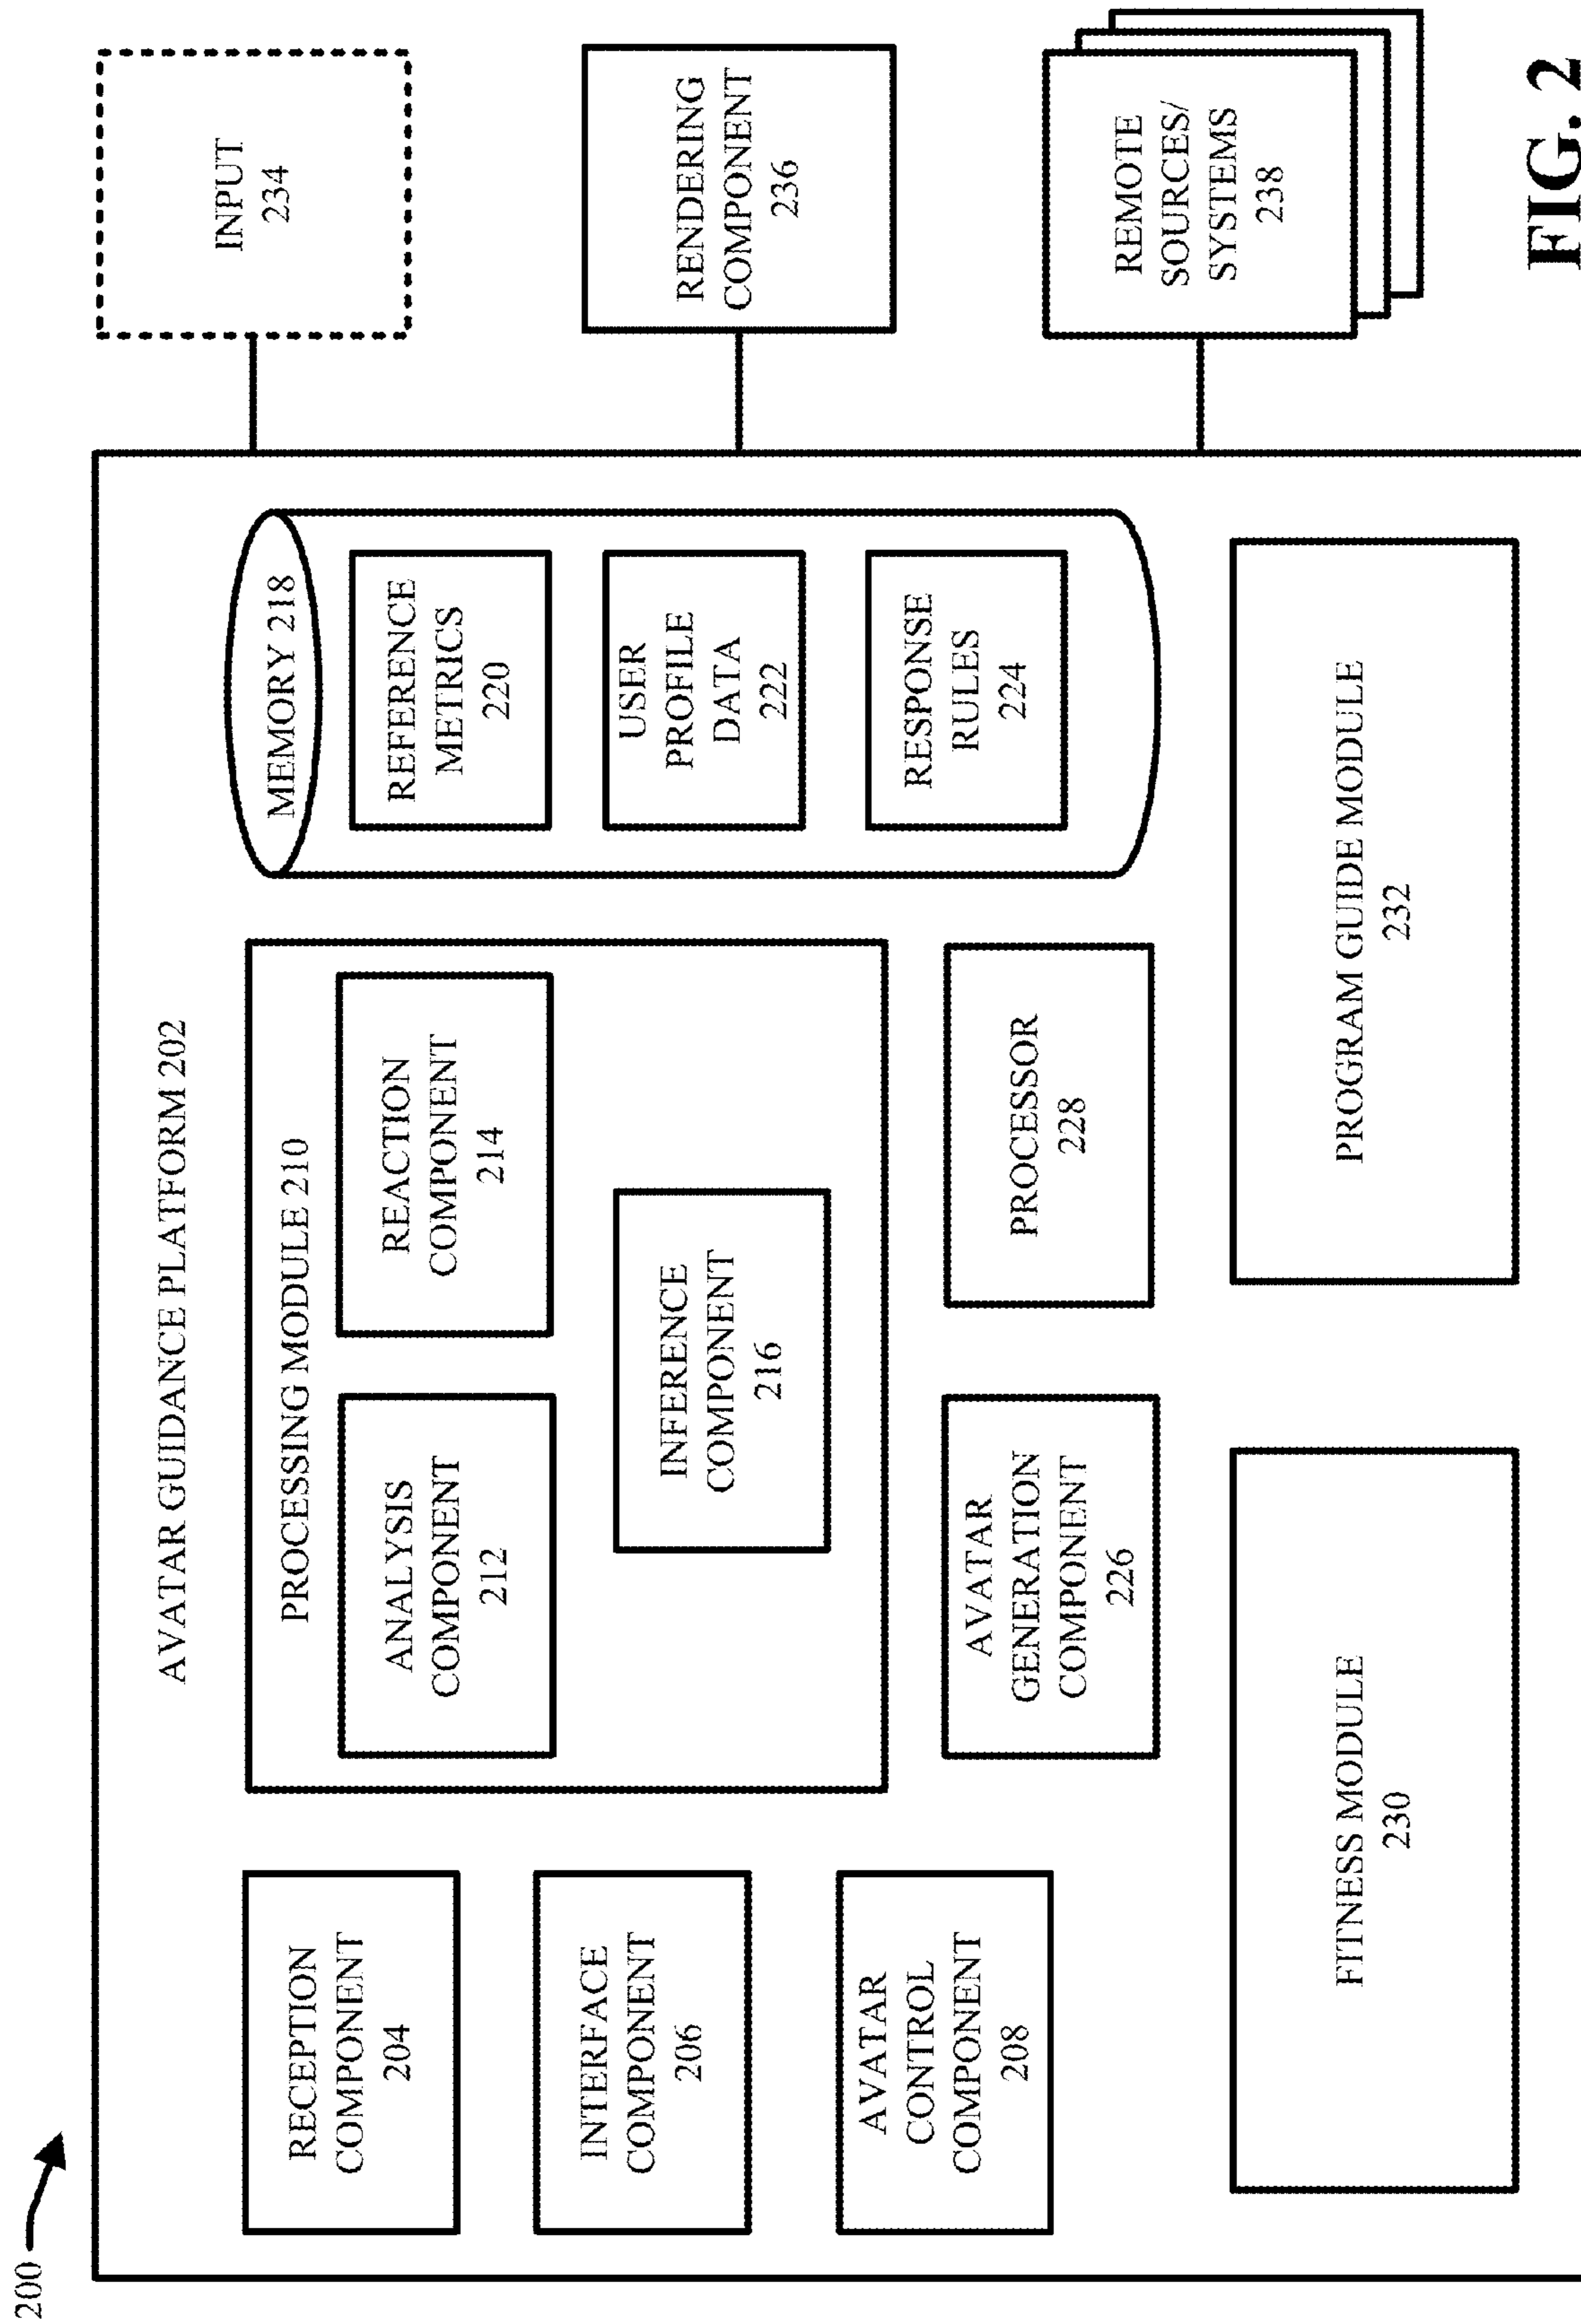 200
AVATAR GUIDANCE PLATFORM 202
RECEPTION
COMPONENT
204
INTERFACE
COMPONENT
206
AVATAR
CONTROL
COMPONENT
208
PROCESSING MODULE 210
ANALYSIS
COMPONENT
212
REACTION
COMPONENT
214
INFERENCE
COMPONENT
216
MEMORY 218
REFERENCE
METRICS
220
USER
PROFILE
DATA
222
RESPONSE
RULES
224
AVATAR
GENERATION
COMPONENT
226
PROCESSOR
228
FITNESS MODULE
230
PROGRAM GUIDE MODULE
232
INPUT
234
RENDERING
COMPONENT
236
REMOTE
SOURCES/
SYSTEMS
238
FIG. 2